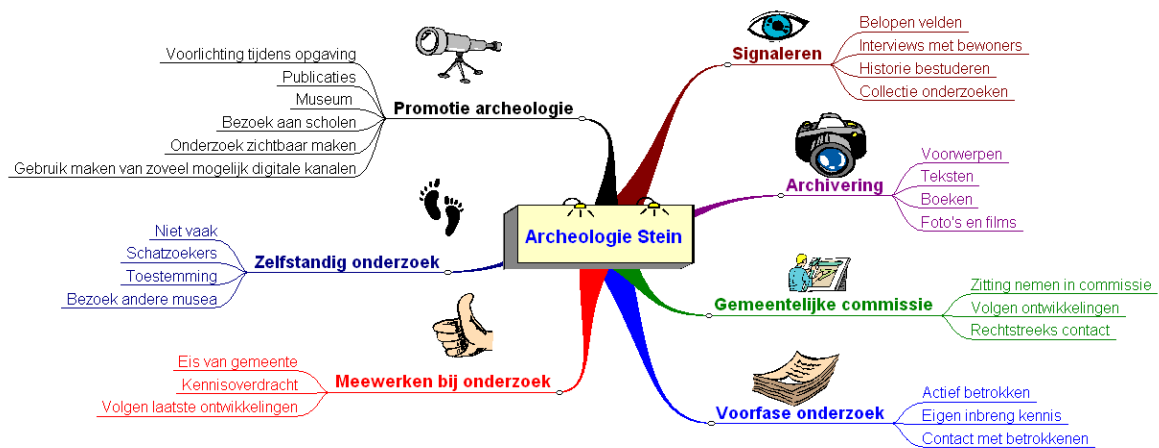 Archeologie Stein
Signaleren
Belopen velden
Interviews met bewoners
Historie bestuderen
Collectie onderzoeken
Archivering
Voorwerpen
Teksten
Boeken
Foto's en films
Gemeentelijke commissie
Zitting nemen in commissie
Volgen ontwikkelingen
Rechtstreeks contact
Voorfase onderzoek
Actief betrokken
Eigen inbreng kennis
Contact met betrokkenen
Meewerken bij onderzoek
Eis van gemeente
Kennisoverdracht
Volgen laatste ontwikkelingen
Zelfstandig onderzoek
Niet vaak
Schatzoekers
Toestemming
Bezoek andere musea
Promotie archeologie
Voorlichting tijdens opgaving
Publicaties
Museum
Bezoek aan scholen
Onderzoek zichtbaar maken
Gebruik maken van zoveel mogelijk digitale kanalen